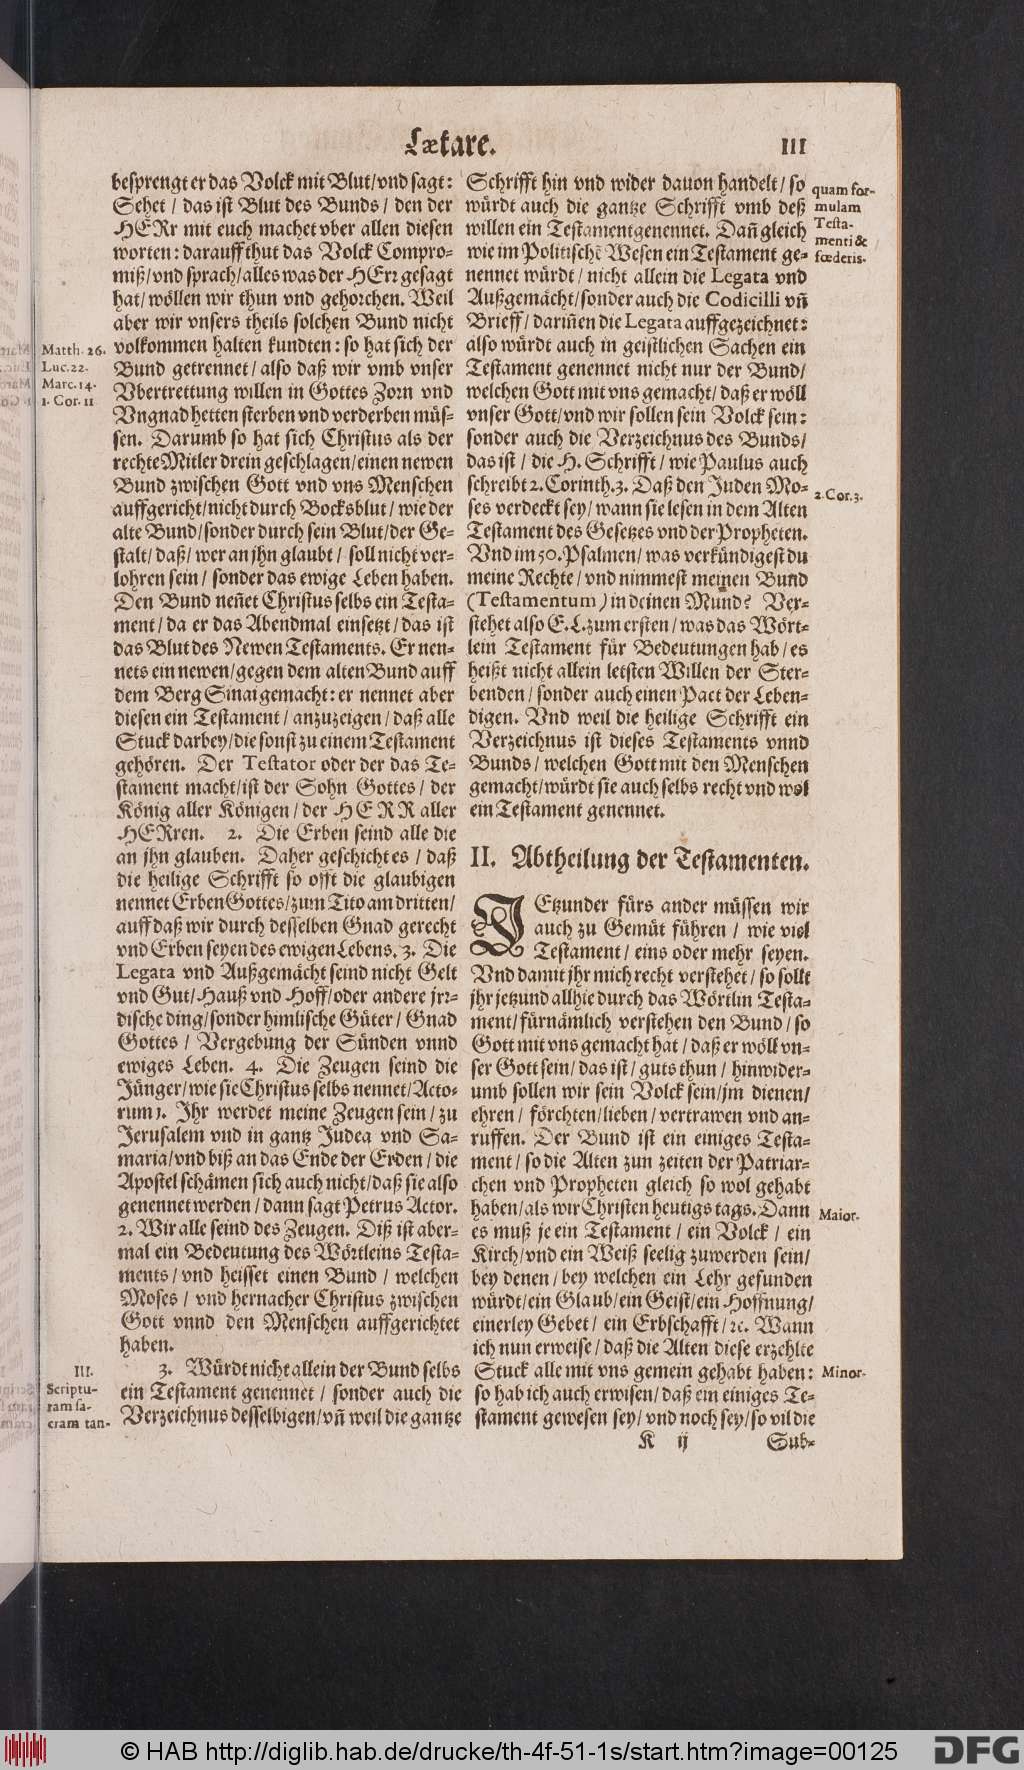 Lætare.
111
besprengt er das Volck mit Blut/vnd sagt:
Sehet / das ist Blut des Bunds / den der
HERr mit euch machet vber allen diesen
worten: darauff thut das Volck Compro-
miß/vnd sprach/alles was der HErr gesagt
hat/wöllen wir thun vnd gehorchen. Weil
aber wir vnsers theils solchen Bund nicht
volkommen halten kundten: so hat sich der
Bund getrennet/also daß wir vmb vnser
Vbertrettung willen in Gottes Zorn vnd
Vngnad hetten sterben vnd verderben müs-
sen. Darumb so hat sich Christus als der
rechte Mitler drein geschlagen/einen newen
Bund zwischen Gott vnd vns Menschen
auffgericht/nicht durch Bocksblut/wie der
alte Bund/sonder durch sein Blut/der Ge-
stalt/daß/wer an jhn glaubt / soll nicht ver-
lohren sein / sonder das ewige Leben haben.
Den Bund neñet Christus selbs ein Testa-
ment/da er das Abendmal einsetzt/das ist
das Blut des Newen Testaments. Er nen-
nets ein newen/gegen dem alten Bund auff
dem Berg Sinai gemacht: er nennet aber
diesen ein Testament / anzuzeigen / daß alle
Stuck darbey/die sonst zu einem Testament
gehören. Der Testator oder der das Te-
stament macht/ist der Sohn Gottes / der
König aller Königen / der HERR aller
HERren. 2. Die Erben seind alle die
an jhn glauben. Daher geschicht es / daß
die heilige Schrifft so offt die glaubigen
nennet Erben Gottes/zum Tito am dritten/
auff daß wir durch desselben Gnad gerecht
vnd Erben seyen des ewigen Lebens. 3. Die
Legata vnd Außgemächt seind nicht Gelt
vnd Gut/Hauß vnd Hoff/oder andere jrr-
dische ding/sonder himlische Güter / Gnad
Gottes / Vergebung der Sünden vnnd
ewiges Leben. 4. Die Zeugen seind die
Jünger/wie sie Christus selbs nennet/Acto-
rum 1. Jhr werdet meine Zeugen sein / zu
Jerusalem vnd in gantz Judea vnd Sa-
maria/vnd biß an das Ende der Erden / die
Apostel schämen sich auch nicht/daß sie also
genennet werden / dann sagt Petrus Actor.
2. Wir alle seind des Zeugen. Diß ist aber-
mal ein Bedeutung des Wörtleins Testa-
ments / vnd heisset einen Bund / welchen
Moses / vnd hernacher Christus zwischen
Gott vnnd den Menschen auffgerichtet
haben.
3. Würdt nicht allein der Bund selbs
ein Testament genennet / sonder auch die
Verzeichnus desselbigen/vñ weil die gantze
Matth. 26.
Luc. 22.
Marc. 14.
1. Cor. 11
III.
Scriptu-
ram sa-
cram tan-
Schrifft hin vnd wider dauon handelt / so
würdt auch die gantze Schrifft vmb deß
willen ein Testament genennet. Dañ gleich
wie im Politischē Wesen ein Testament ge-
nennet würdt / nicht allein die Legata vnd
Außgemächt/sonder auch die Codicilli vñ
Brieff / dariñen die Legata auffgezeichnet:
also würdt auch in geistlichen Sachen ein
Testament genennet nicht nur der Bund/
welchen Gott mit vns gemacht / daß er wöll
vnser Gott/vnd wir sollen sein Volck sein:
sonder auch die Verzeichnus des Bunds/
das ist / die H. Schrifft / wie Paulus auch
schreibt 2. Corinth. 3. Daß den Juden Mo-
ses verdeckt sey / wann sie lesen in dem Alten
Testament des Gesetzes vnd der Propheten.
Vnd im 50. Psalmen / was verkündigest du
meine Rechte / vnd nimmest meinen Bund
(Testamentum) in deinen Mund? Ver-
stehet also E. L. zum ersten / was das Wört-
lein Testament für Bedeutungen hab / es
heißt nicht allein letsten Willen der Ster-
benden / sonder auch einen Pact der Leben-
digen. Vnd weil die heilige Schrifft ein
Verzeichnus ist dieses Testaments vnnd
Bunds / welchen Gott mit den Menschen
gemacht/würdt sie auch selbs recht vnd wol
ein Testament genennet.
II. Abtheilung der Testamenten.
JEtzunder fürs ander müssen wir
auch zu Gemüt führen / wie viel
Testament / eins oder mehr seyen.
Vnd damit jhr mich recht verstehet / so sollt
jhr jetzund allhie durch das Wörtlin Testa-
ment/fürnämlich verstehen den Bund / so
Gott mit vns gemacht hat / daß er wöll vn-
ser Gott sein / das ist / guts thun / hinwider-
umb sollen wir sein Volck sein/jm dienen/
ehren / förchten/lieben / vertrawen vnd an-
ruffen. Der Bund ist ein einiges Testa-
ment / so die Alten zun zeiten der Patriar-
chen vnd Propheten gleich so wol gehabt
haben/als wir Christen heutigs tags. Dann
es muß je ein Testament / ein Volck / ein
Kirch/vnd ein Weiß seelig zuwerden sein/
bey denen / bey welchen ein Lehr gefunden
würdt/ein Glaub/ein Geist/ein Hoffnung/
einerley Gebet / ein Erbschafft / ꝛc. Wann
ich nun erweise / daß die Alten diese erzehlte
Stuck alle mit vns gemein gehabt haben:
so hab ich auch erwisen / daß ein einiges Te-
stament gewesen sey / vnd noch sey / so vil die
quam for-
mulam
Testa-
menti &
fœderis.
2. Cor. 3.
Maior.
Minor.
K ij
Sub-
© HAB http://diglib.hab.de/drucke/th-4f-51-1s/start.htm?image=00125
DFG